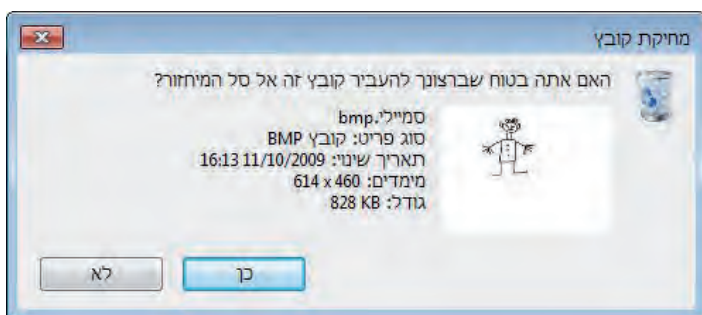 מחיקת קובץ
האם אתה בטוח שברצונך להעביר קובץ זה אל סל המיחזור?
סמיילי.bmp
סוג פריט: קובץ BMP
תאריך שינוי: 11/10/2009 16:13
מימדים: 614 x 460
גודל: 828 KB
כן
לא